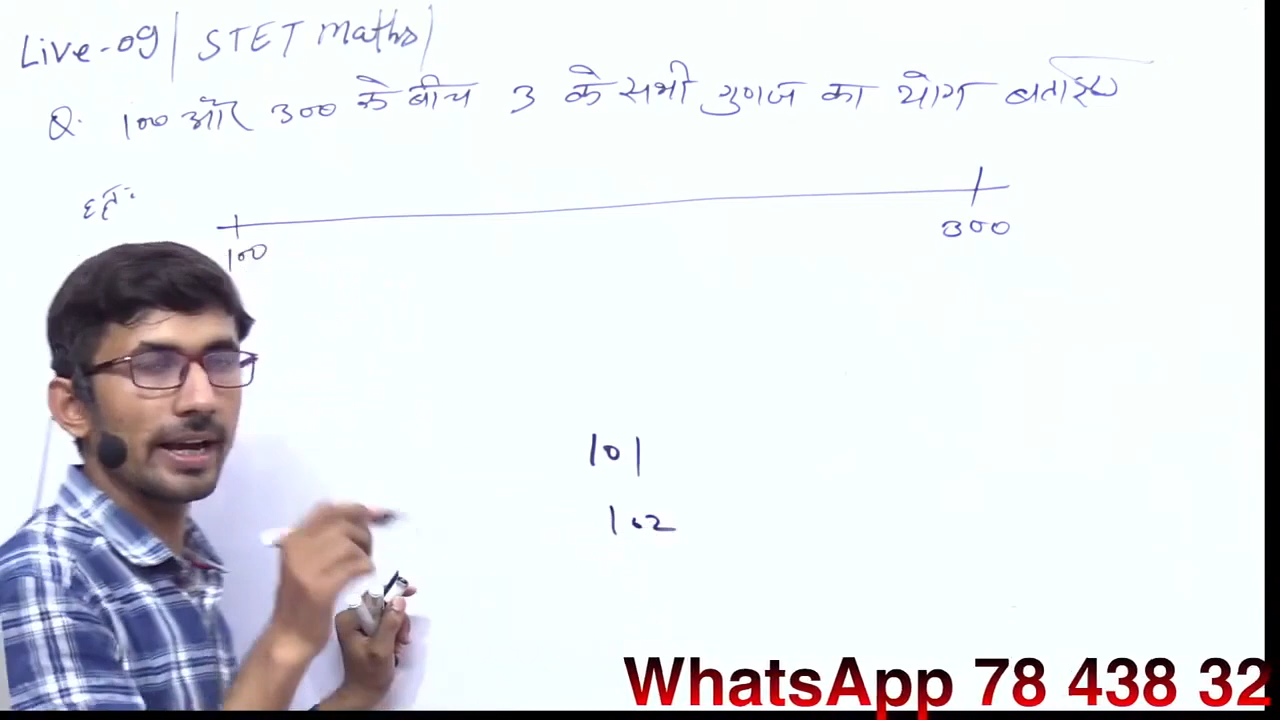 Live-09| STET Maths|
Q. 100 और 300 के बीच 3 के सभी गुणज का योग बताइए
हल:
100
300
101
102
WhatsApp 78 438 32